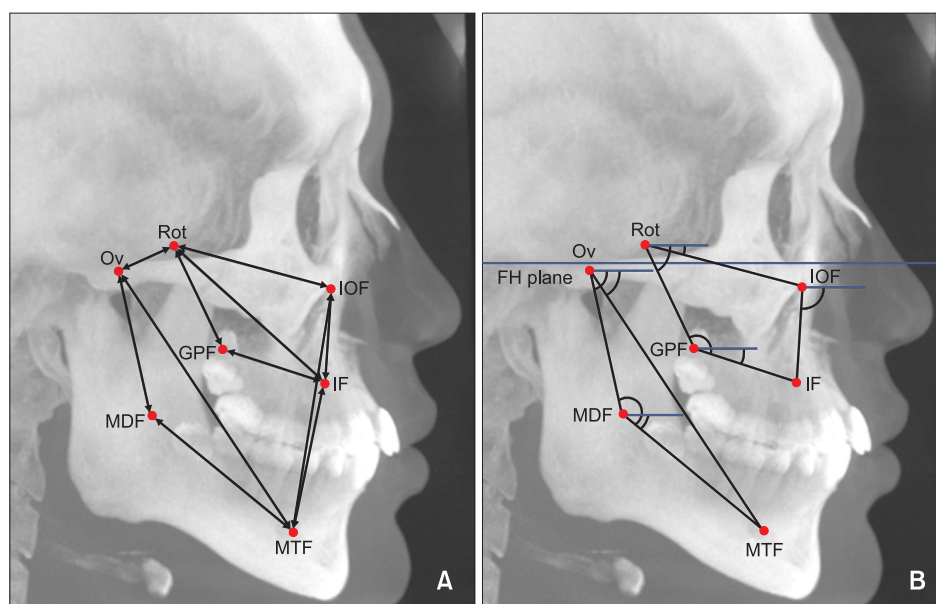 Rot
Ov
IOF
GPF
IF
MDF
MTF
A
Rot
Ov
FH plane
IOF
GPF
IF
MDF
MTF
B